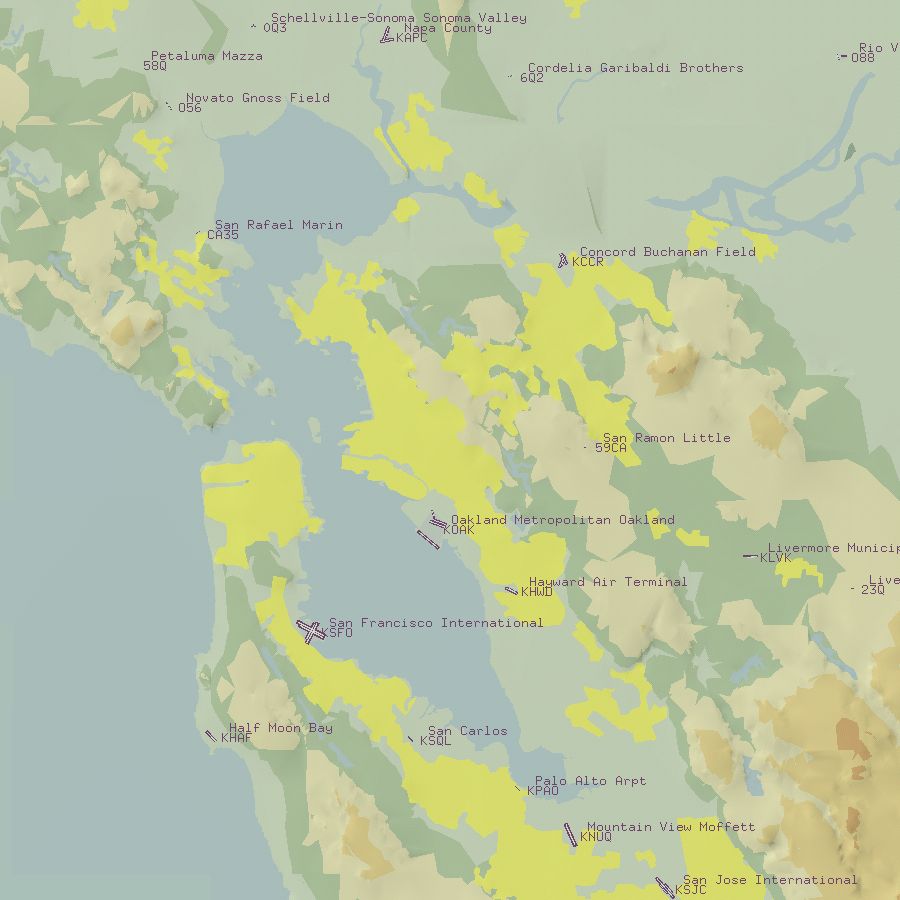 Schellville-Sonoma Sonoma Valley
0Q3
Napa County
KAPC
Rio V
O88
Petaluma Mazza
58Q
Cordelia Garibaldi Brothers
6Q2
Novato Gnoss Field
O56
San Rafael Marin
CA35
Concord Buchanan Field
KCCR
San Ramon Little
59CA
Oakland Metropolitan Oakland
KOAK
Livermore Municip
KLVK
Hayward Air Terminal
KHWD
Live
23Q
San Francisco International
KSFO
Half Moon Bay
KHAF
San Carlos
KSQL
Palo Alto Arpt
KPAO
Mountain View Moffett
KNUQ
San Jose International
KSJC